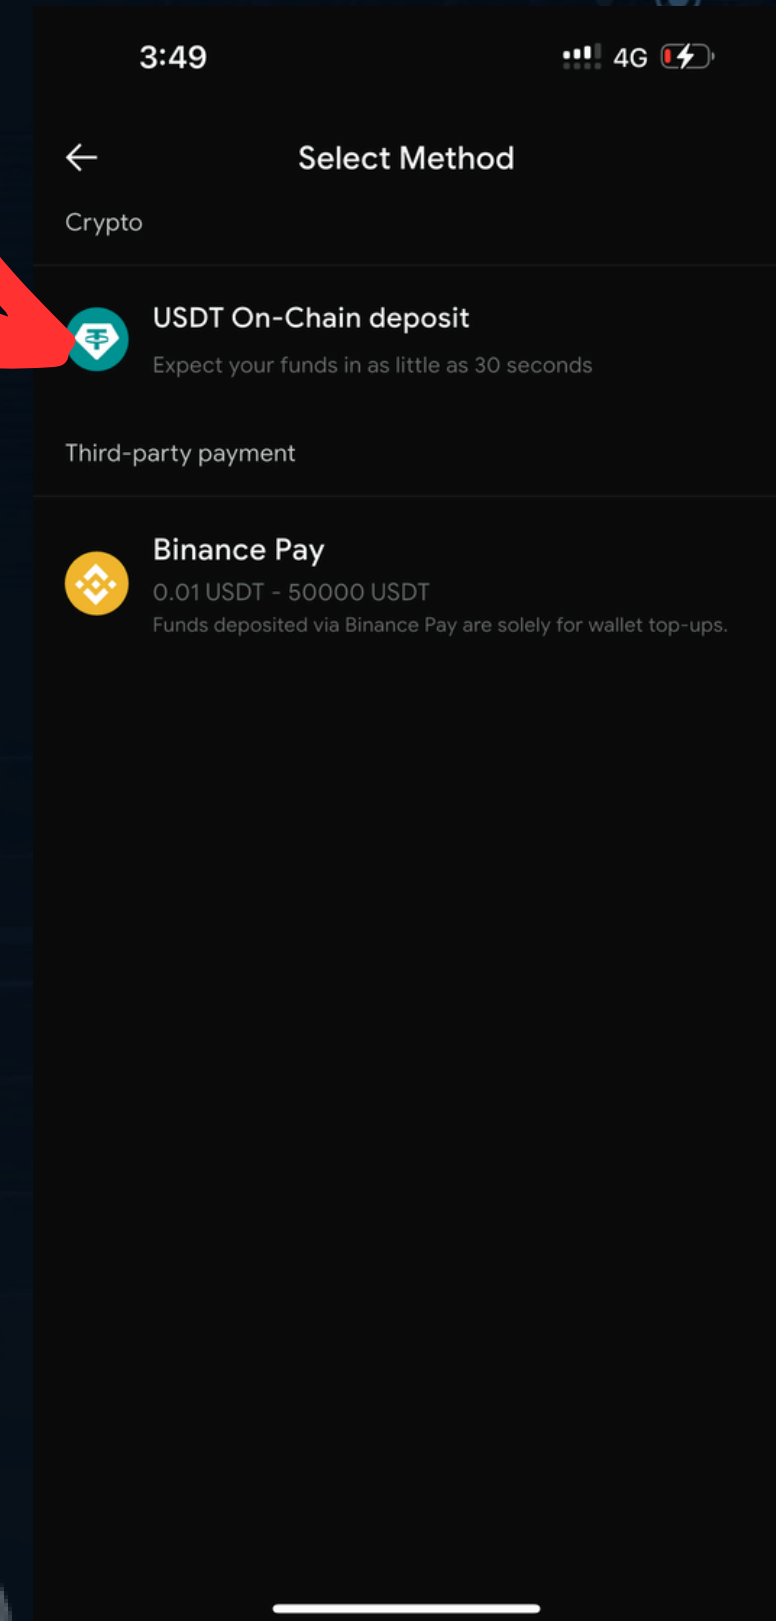 3:49
4G
Select Method
Crypto
USDT On-Chain deposit
Expect your funds in as little as 30 seconds
Third-party payment
Binance Pay
0.01 USDT - 50000 USDT
Funds deposited via Binance Pay are solely for wallet top-ups.